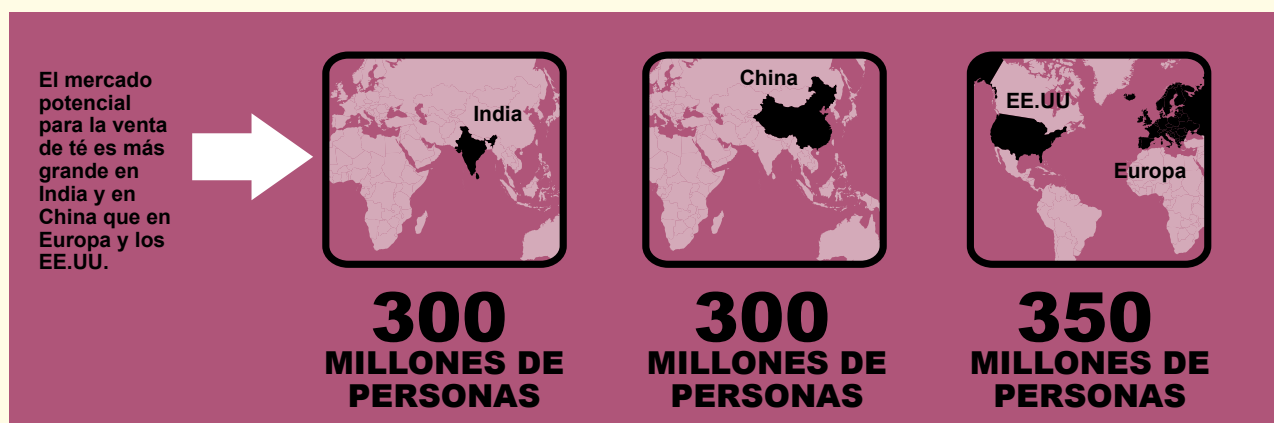 El mercado
potencial
para la venta
de té es más
grande en
India y en
China que en
Europa y los
EE.UU.
India
China
EE.UU
Europa
300
MILLONES DE
PERSONAS
300
MILLONES DE
PERSONAS
350
MILLONES DE
PERSONAS